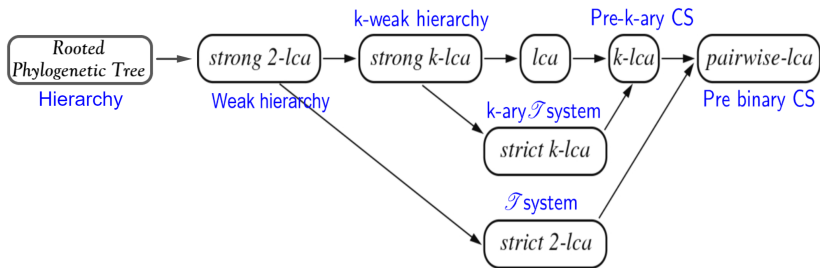 k-weak hierarchy
Pre-k-ary CS
Rooted
Phylogenetic Tree
strong 2-lca
strong k-lca
lca
k-lca
pairwise-lca
Hierarchy
Weak hierarchy
Pre binary CS
k-ary 𝒯 system
strict k-lca
𝒯 system
strict 2-lca